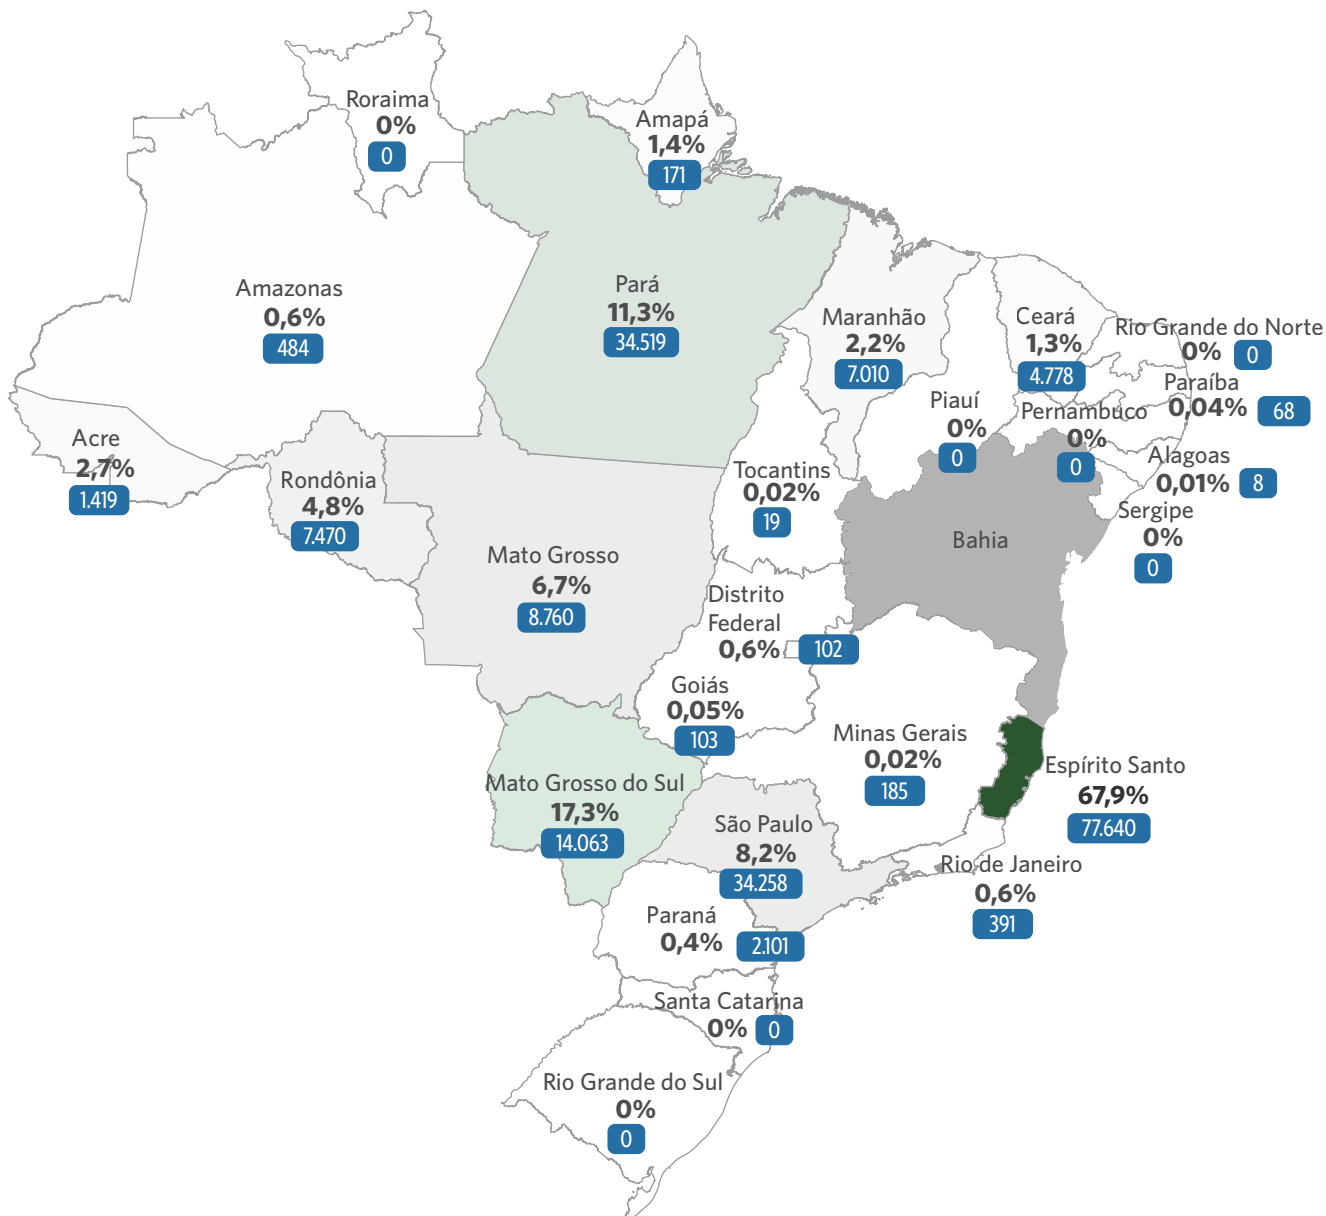 Roraima
0%
0
Amapá
1,4%
171
Amazonas
0,6%
484
Pará
11,3%
34.519
Maranhão
2,2%
7.010
Ceará
1,3%
4.778
Rio Grande do Norte
0% 0
Paraíba
0,04% 68
Piauí
0%
0
Pernambuco
0%
0
Alagoas
0,01% 8
Sergipe
0%
0
Acre
2,7%
1.419
Rondônia
4,8%
7.470
Tocantins
0,02%
19
Bahia
Mato Grosso
6,7%
8.760
Distrito
Federal
0,6% 102
Goiás
0,05%
103
Minas Gerais
0,02%
185
Espírito Santo
67,9%
77.640
Mato Grosso do Sul
17,3%
14.063
São Paulo
8,2%
34.258
Rio de Janeiro
0,6%
391
Paraná
0,4% 2.101
Santa Catarina
0% 0
Rio Grande do Sul
0%
0